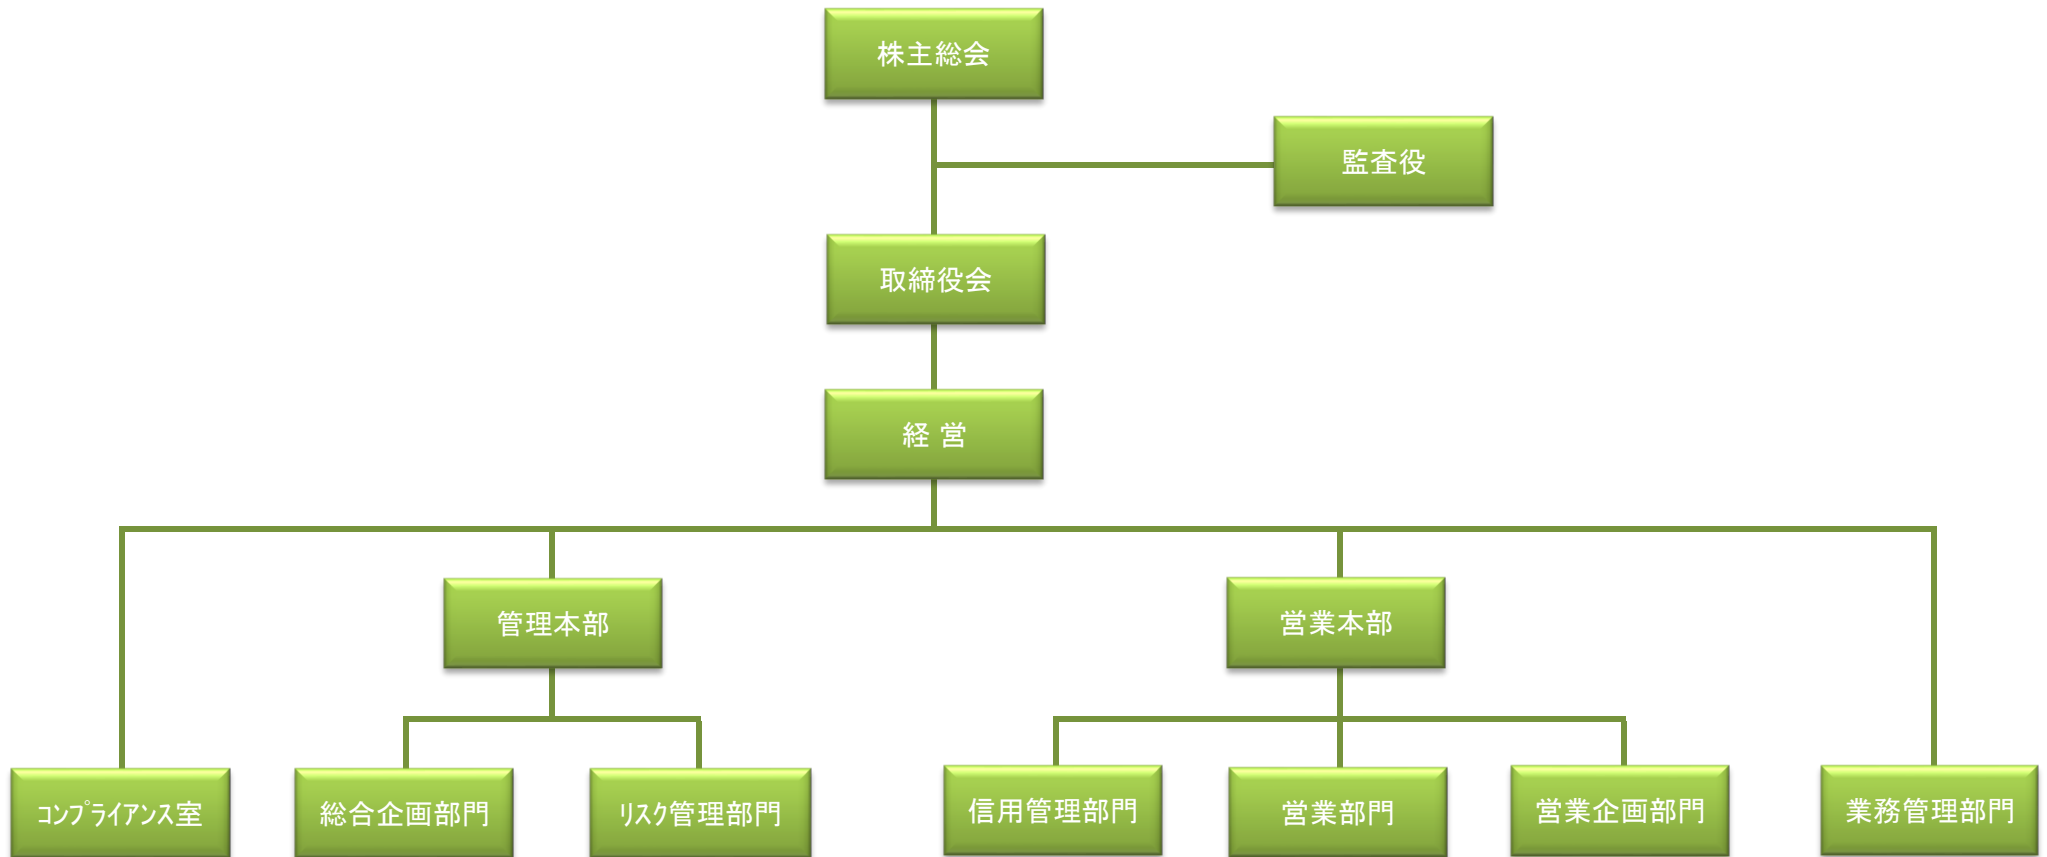 株主総会
監査役
取締役会
経 営
管理本部
営業本部
ｺﾝﾌﾟﾗｲｱﾝｽ室
総合企画部門
ﾘｽｸ管理部門
信用管理部門
営業部門
営業企画部門
業務管理部門